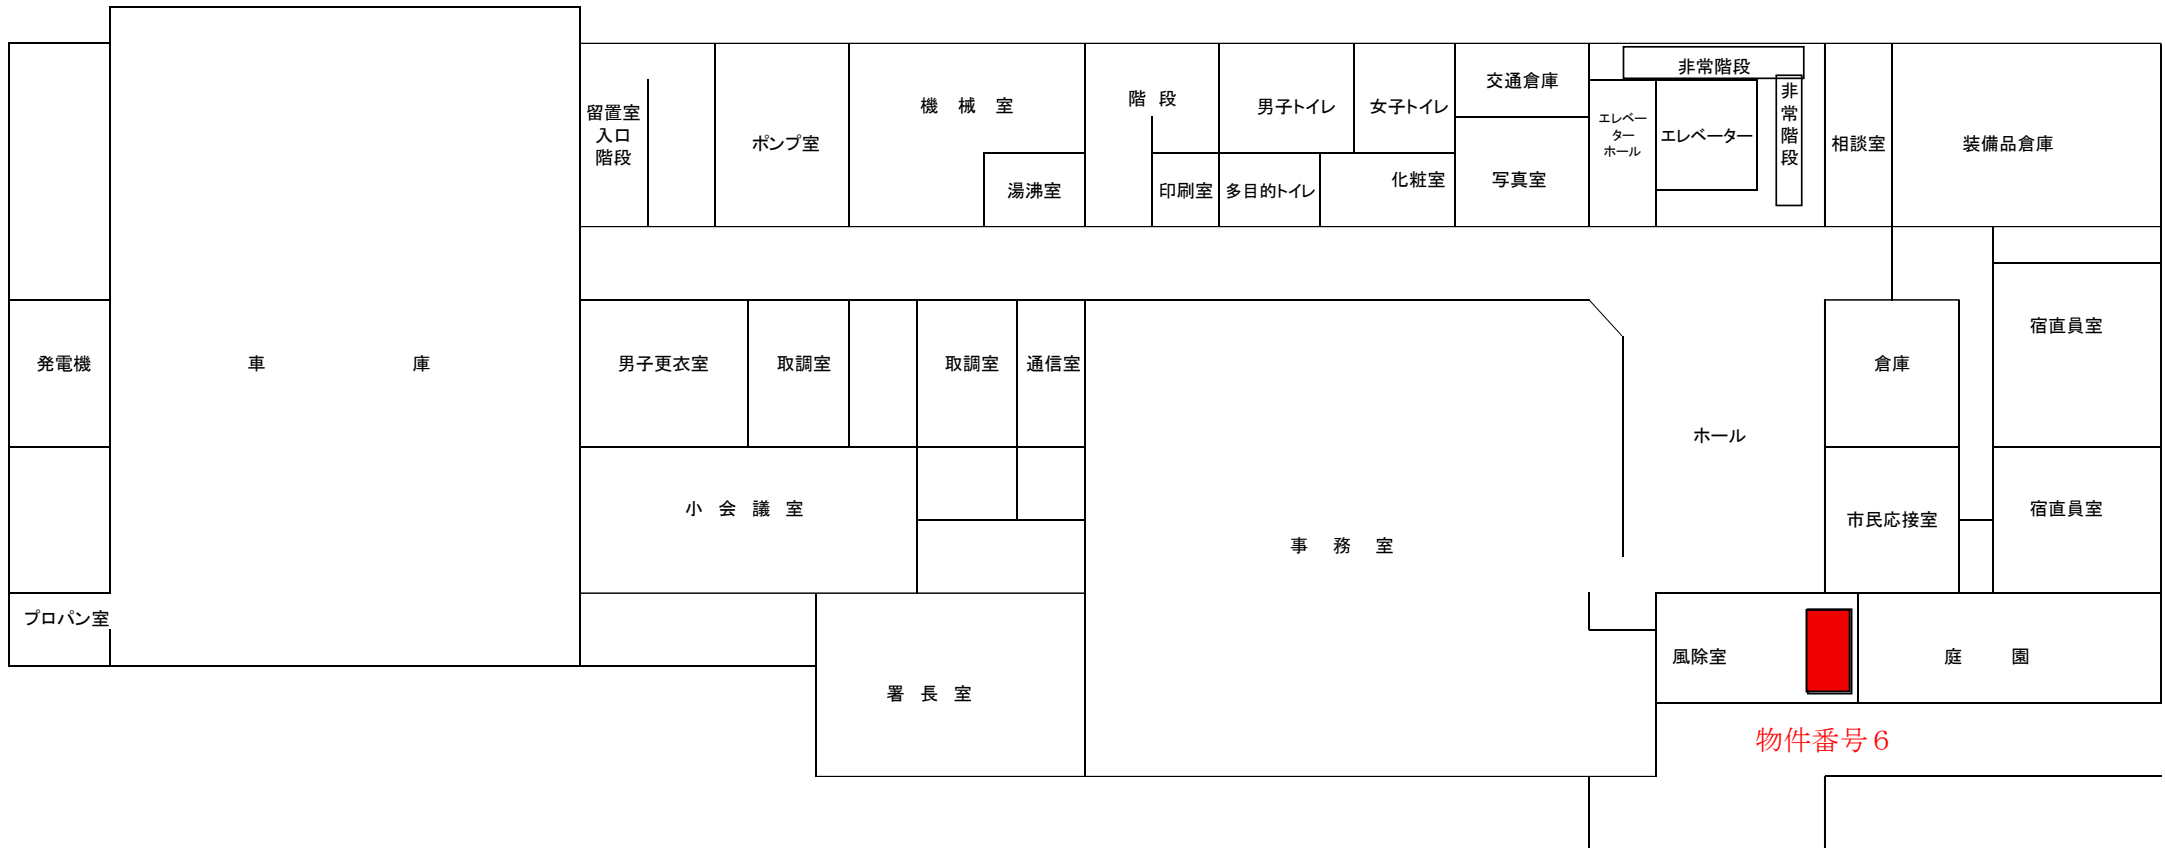 非常階段
交通倉庫
留置室
入口
階段
ポンプ室
機 械 室
階 段
男子トイレ
女子トイレ
エレベー
ター
ホール
エレベーター
非
常
階
段
相談室
装備品倉庫
湯沸室
印刷室
多目的トイレ
化粧室
写真室
発電機
車 庫
男子更衣室
取調室
取調室
通信室
倉庫
宿直員室
ホール
小 会 議 室
事 務 室
市民応接室
宿直員室
プロパン室
署 長 室
風除室
庭 園
物件番号6